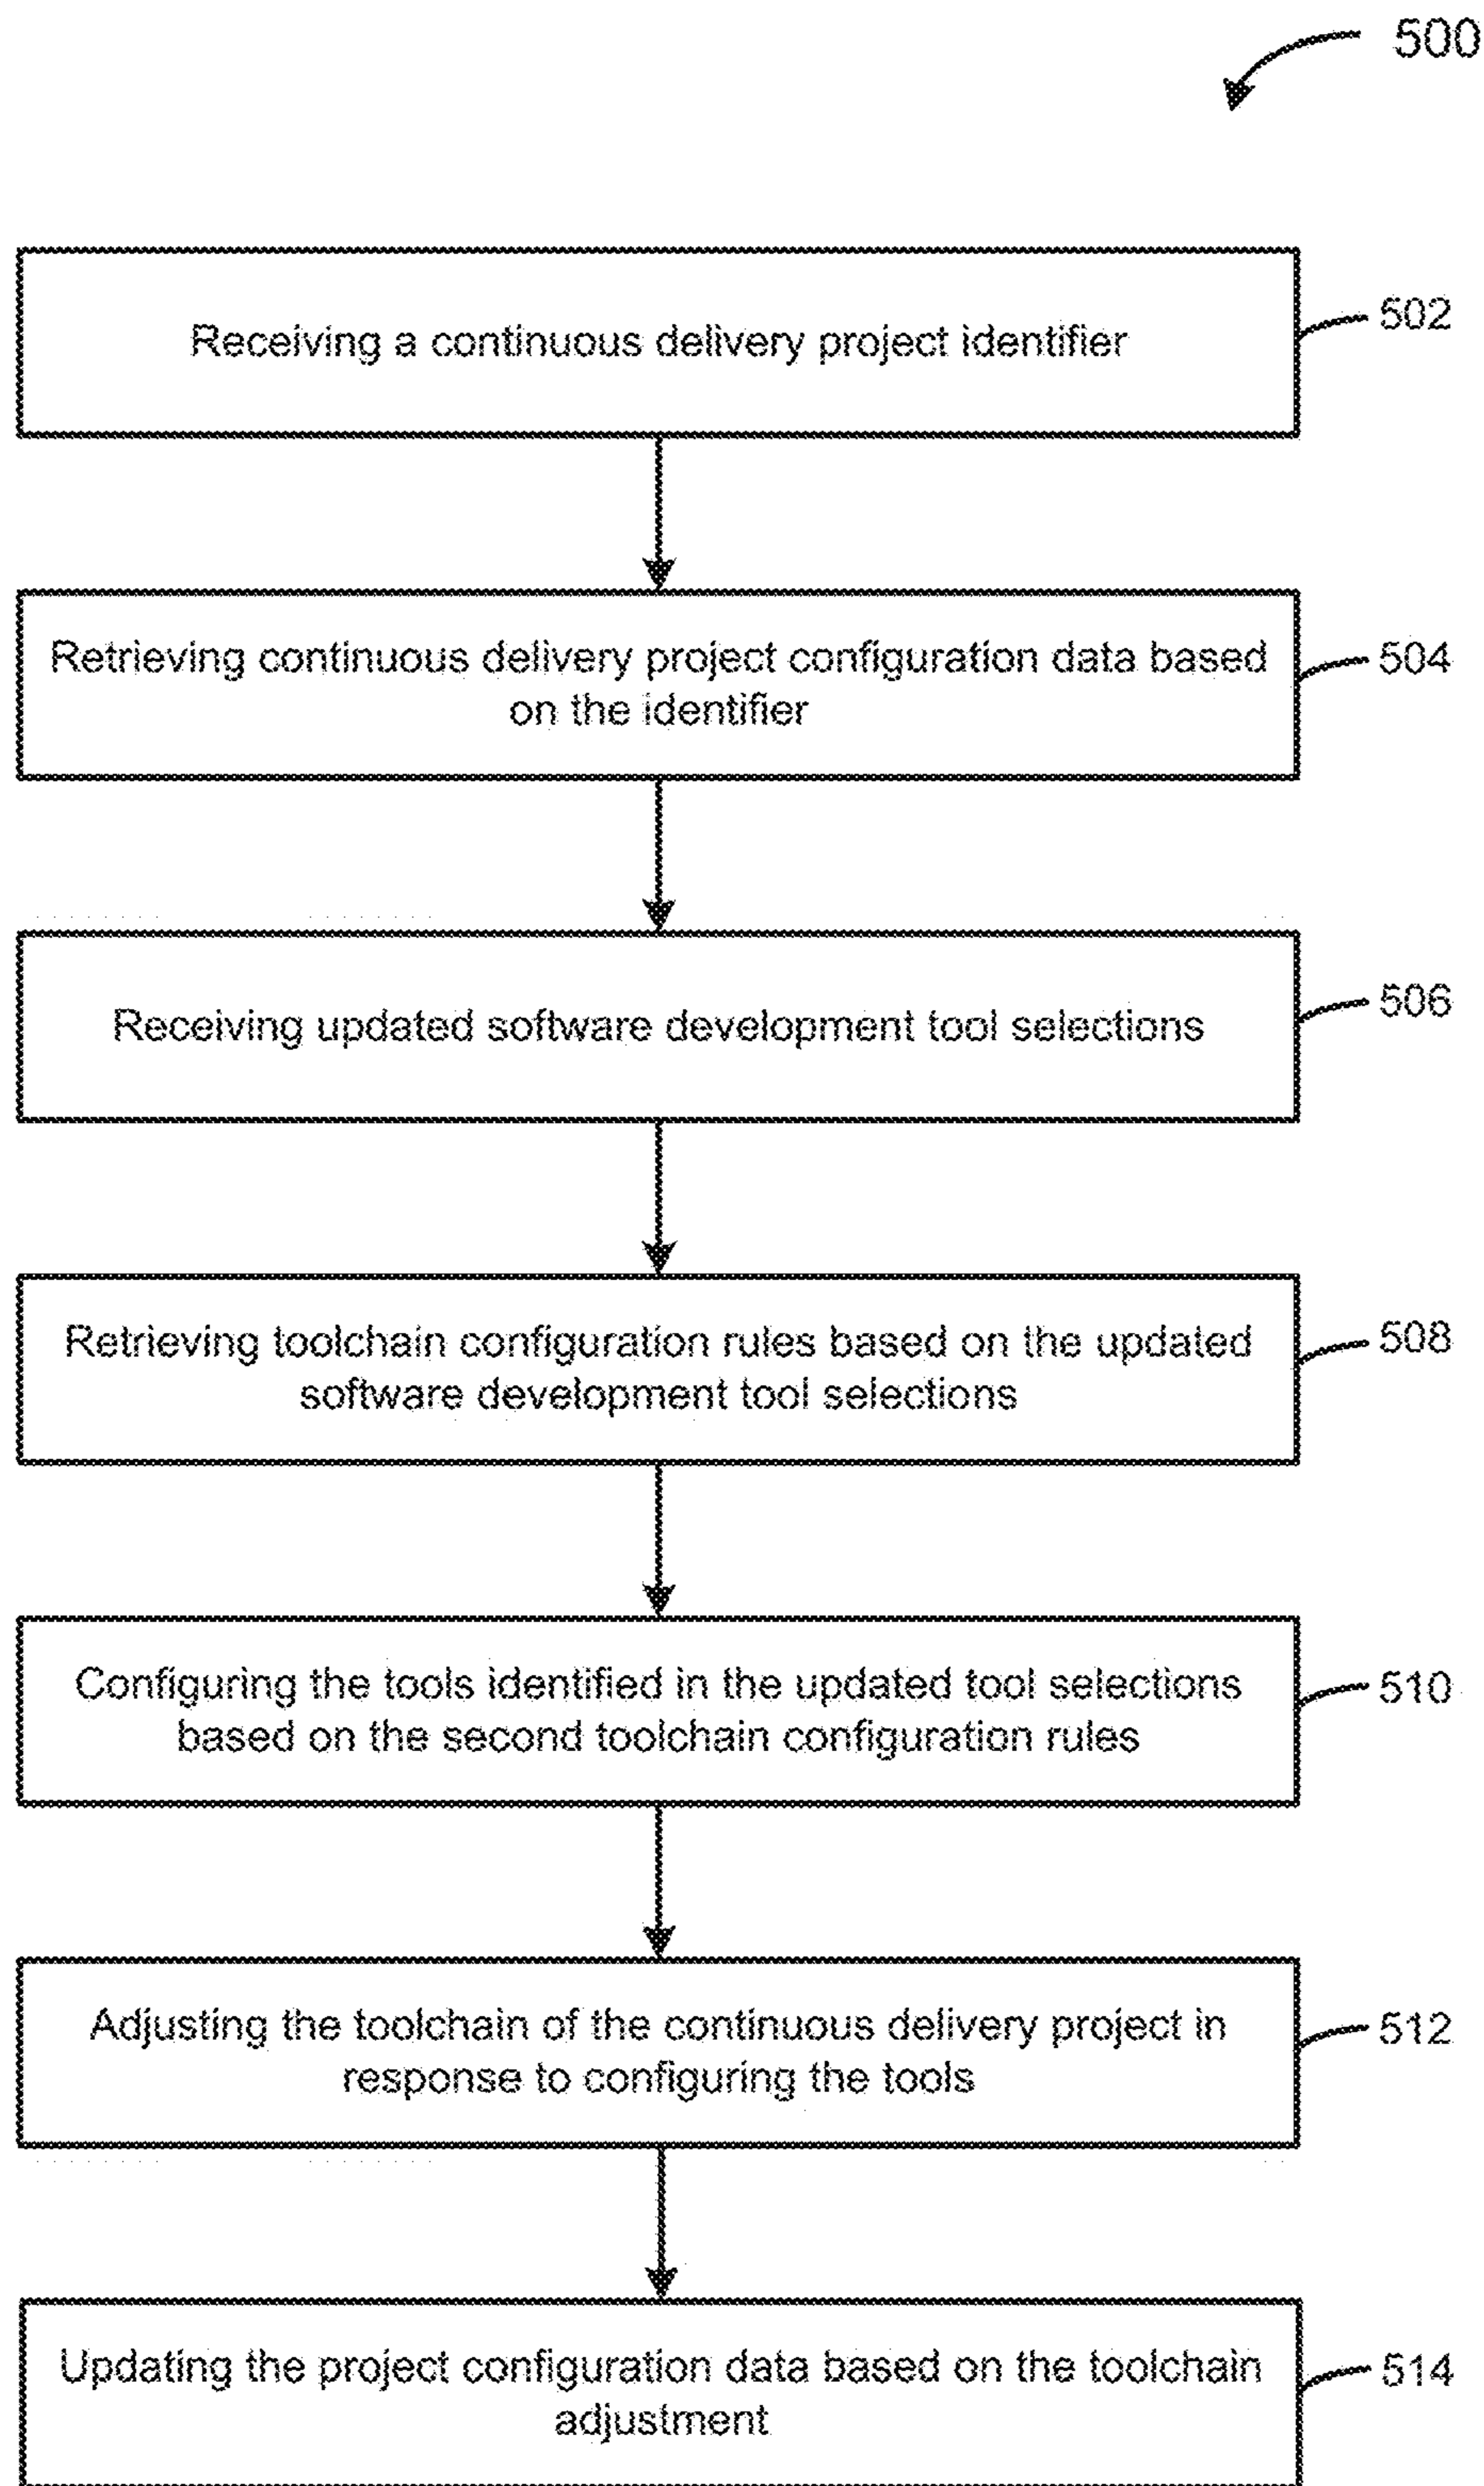 500
Receiving a continuous delivery project identifier
502
Retrieving continuous delivery project configuration data based
on the identifier
504
Receiving updated software development tool selections
506
Retrieving toolchain configuration rules based on the updated
software development tool selections
508
Configuring the tools identified in the updated tool selections
based on the second toolchain configuration rules
510
Adjusting the toolchain of the continuous delivery project in
response to configuring the tools
512
Updating the project configuration data based on the toolchain
adjustment
514